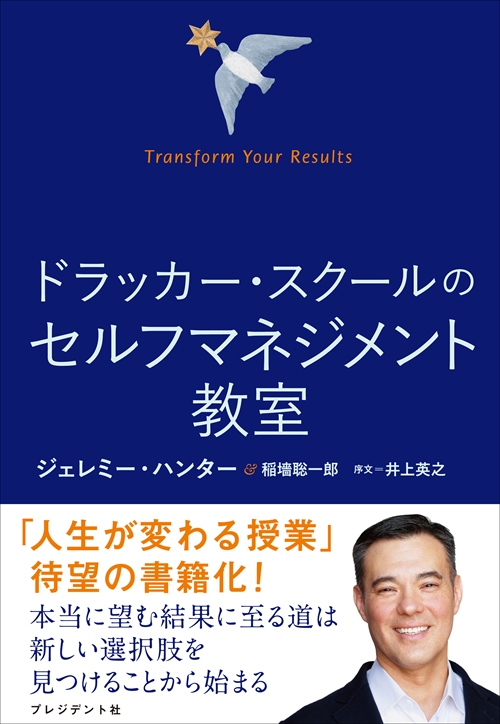 Transform Your Results
ドラッカー・スクールの
セルフマネジメント
教室
ジェレミー・ハンター & 稲墻聡一郎 序文=井上英之
「人生が変わる授業」
待望の書籍化!
本当に望む結果に至る道は
新しい選択肢を
見つけることから始まる
プレジデント社